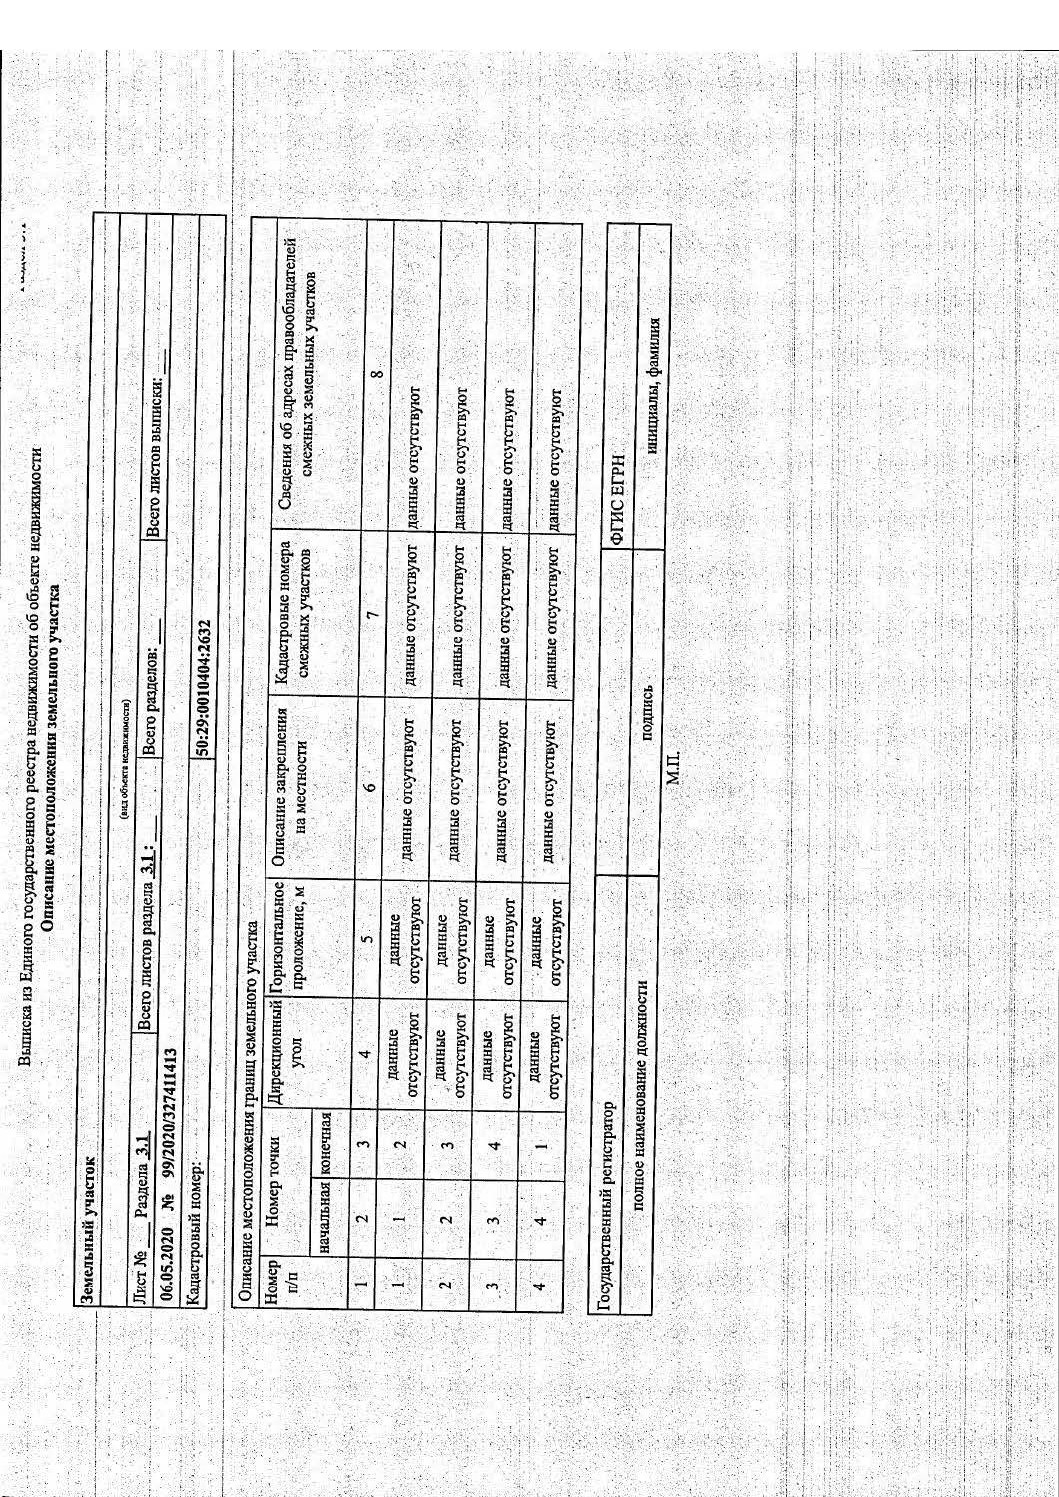 Выписка из Единого государственного реестра недвижимости об объекте недвижимости
Описание местоположения земельного участка
Земельный участок
(вид объекта недвижимости)
Лист № ___ Раздела 3.1 Всего листов раздела 3.1 : ___ Всего разделов: ___ Всего листов выписки: ___
06.05.2020 № 99/2020/327411413
Кадастровый номер: 50:29:0010404:2632
Описание местоположения границ земельного участка
Номер п/п Номер точки Дирекционный угол Горизонтальное проложение, м Описание закрепления на местности Кадастровые номера смежных участков Сведения об адресах правообладателей смежных земельных участков
начальная конечная
1 2 3 4 5 6 7 8
1 1 2 данные отсутствуют данные отсутствуют данные отсутствуют данные отсутствуют данные отсутствуют
2 2 3 данные отсутствуют данные отсутствуют данные отсутствуют данные отсутствуют данные отсутствуют
3 3 4 данные отсутствуют данные отсутствуют данные отсутствуют данные отсутствуют данные отсутствуют
4 4 1 данные отсутствуют данные отсутствуют данные отсутствуют данные отсутствуют данные отсутствуют
Государственный регистратор ФГИС ЕГРН
полное наименование должности подпись инициалы, фамилия
М.П.